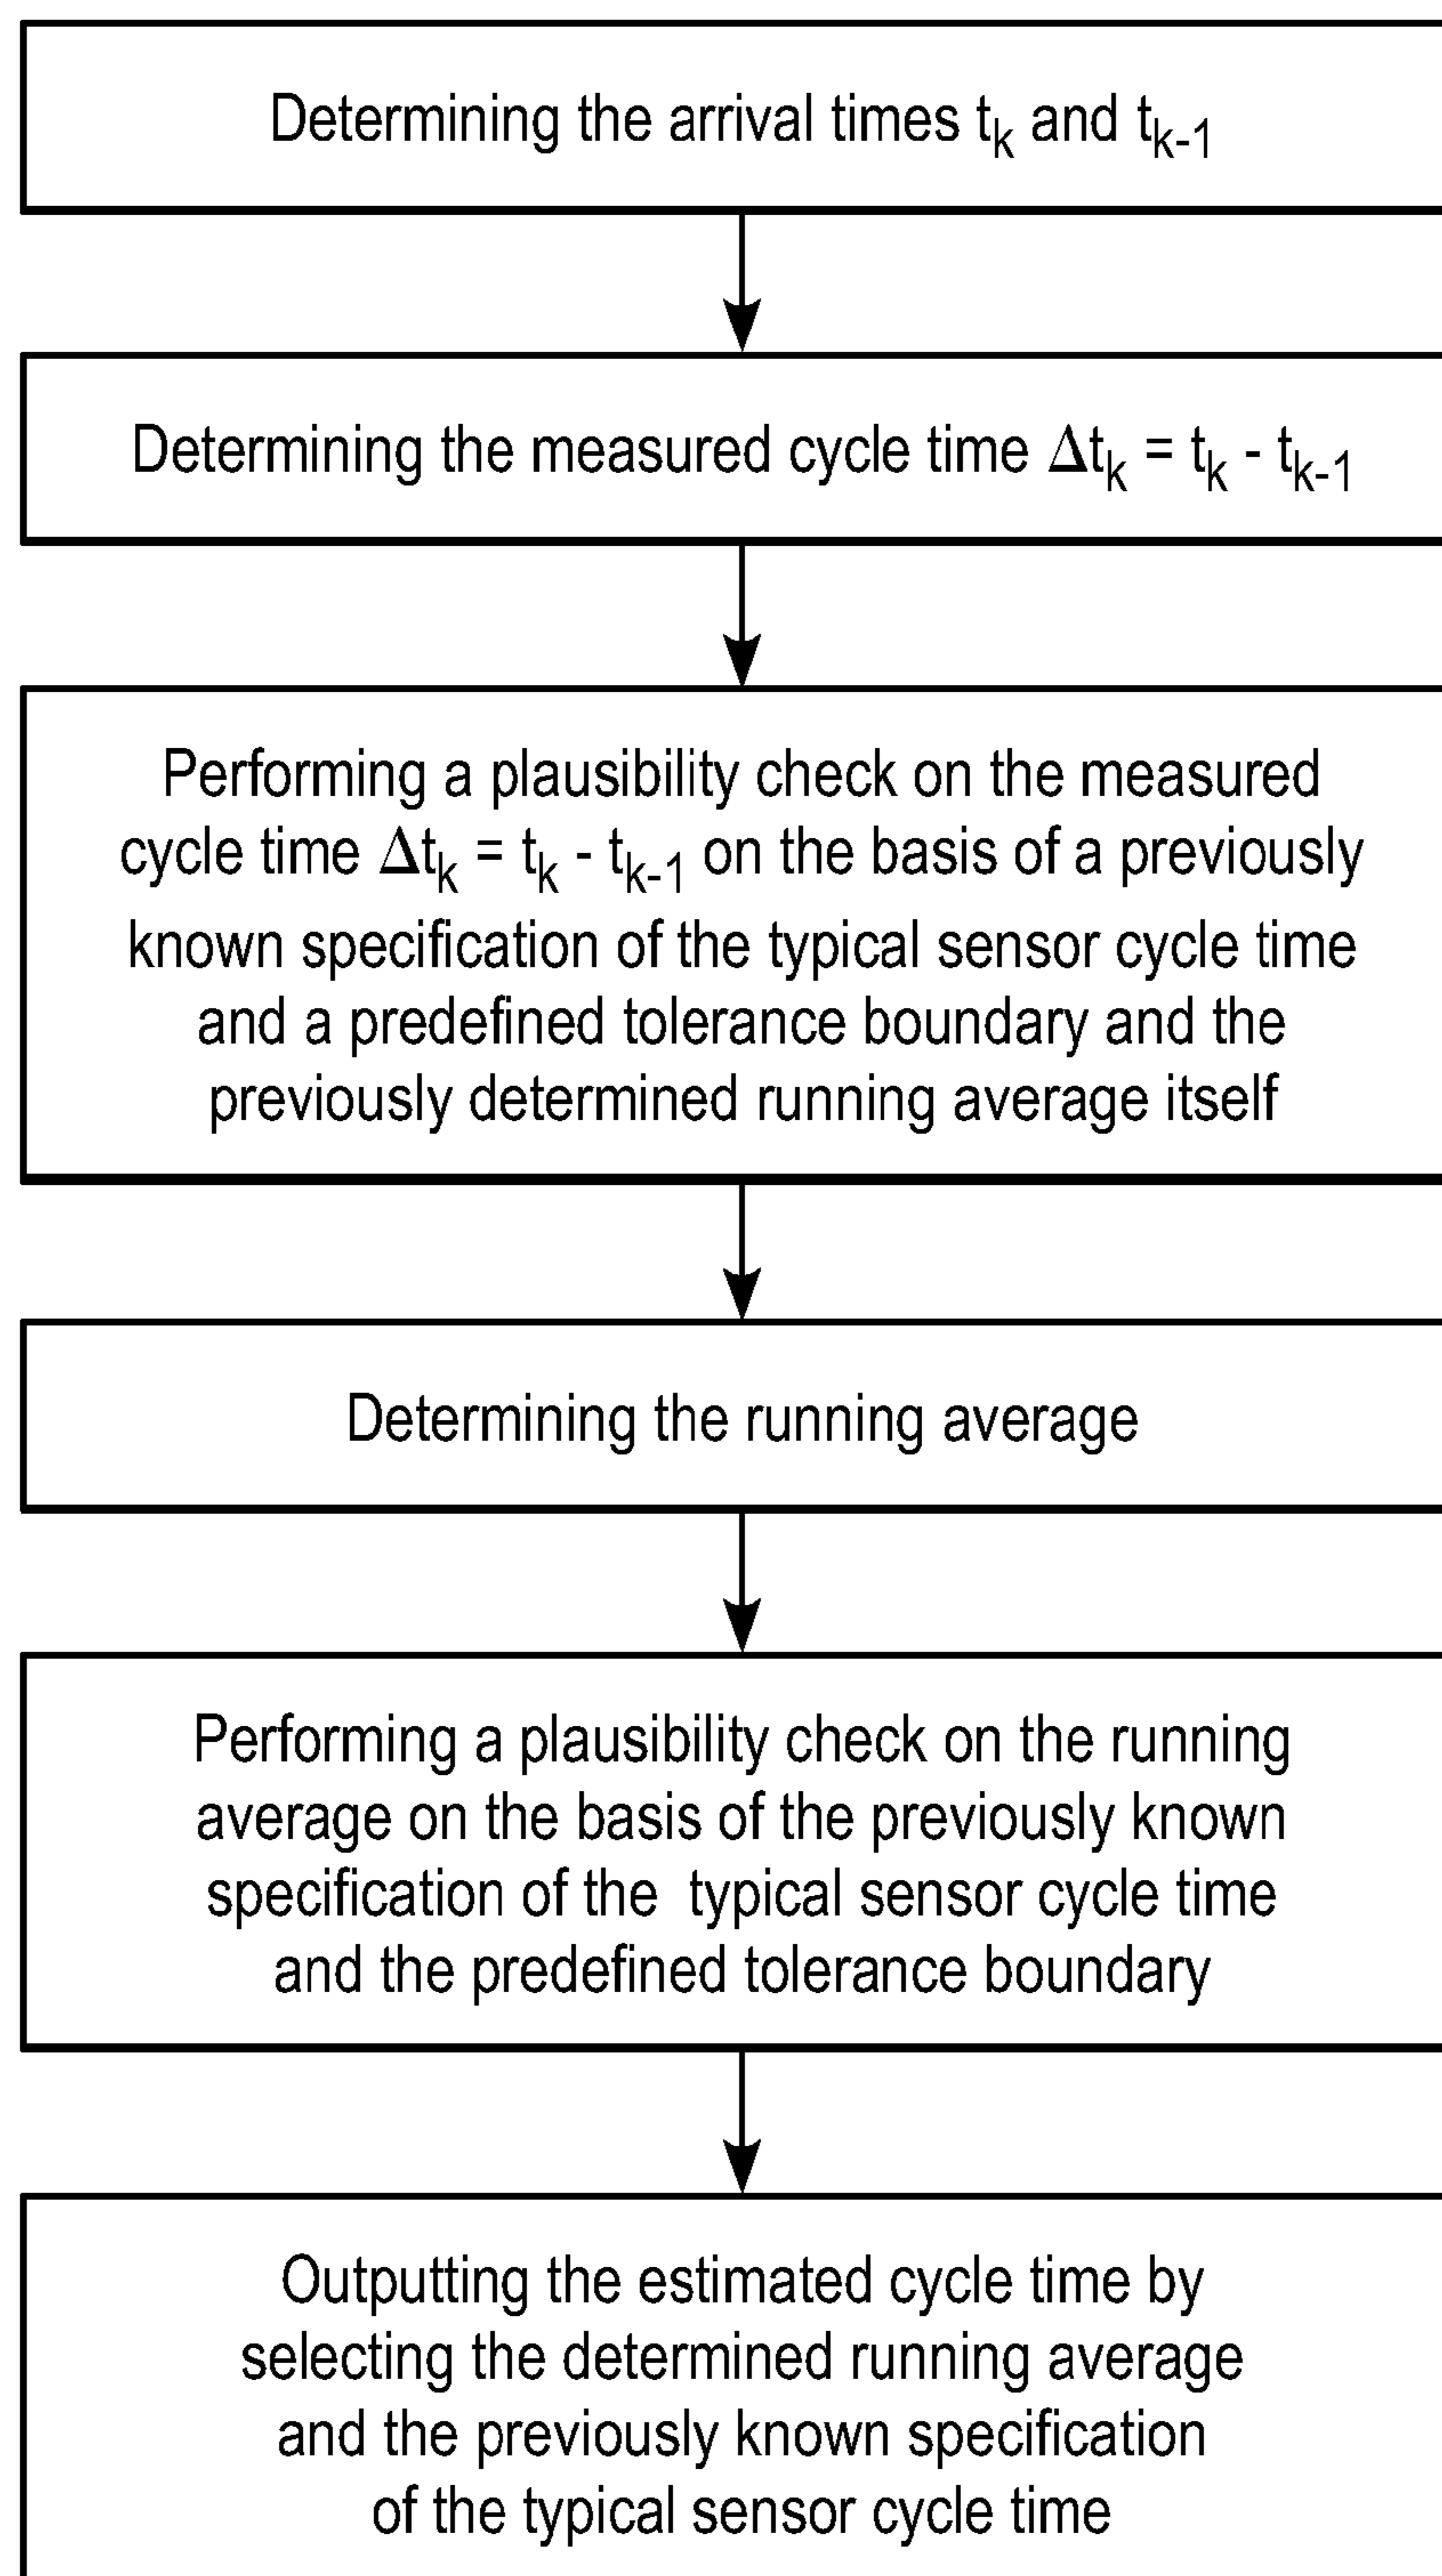 Determining the arrival times tₖ and tₖ₋₁
Determining the measured cycle time Δtₖ = tₖ - tₖ₋₁
Performing a plausibility check on the measured
cycle time Δtₖ = tₖ - tₖ₋₁ on the basis of a previously
known specification of the typical sensor cycle time
and a predefined tolerance boundary and the
previously determined running average itself
Determining the running average
Performing a plausibility check on the running
average on the basis of the previously known
specification of the typical sensor cycle time
and the predefined tolerance boundary
Outputting the estimated cycle time by
selecting the determined running average
and the previously known specification
of the typical sensor cycle time